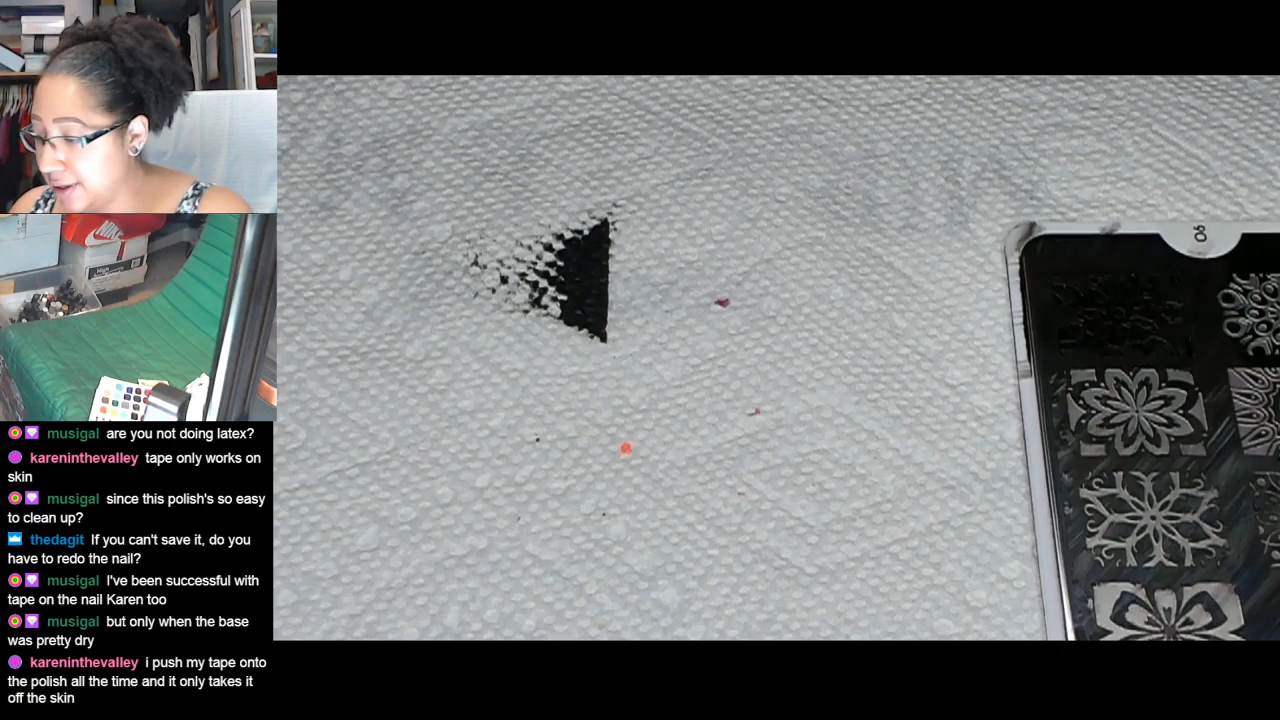 NIKE
06
musigal are you not doing latex?
kareninthevalley tape only works on
skin
musigal since this polish's so easy
to clean up?
thedagit If you can't save it, do you
have to redo the nail?
musigal I've been successful with
tape on the nail Karen too
musigal but only when the base
was pretty dry
kareninthevalley i push my tape onto
the polish all the time and it only takes it
off the skin